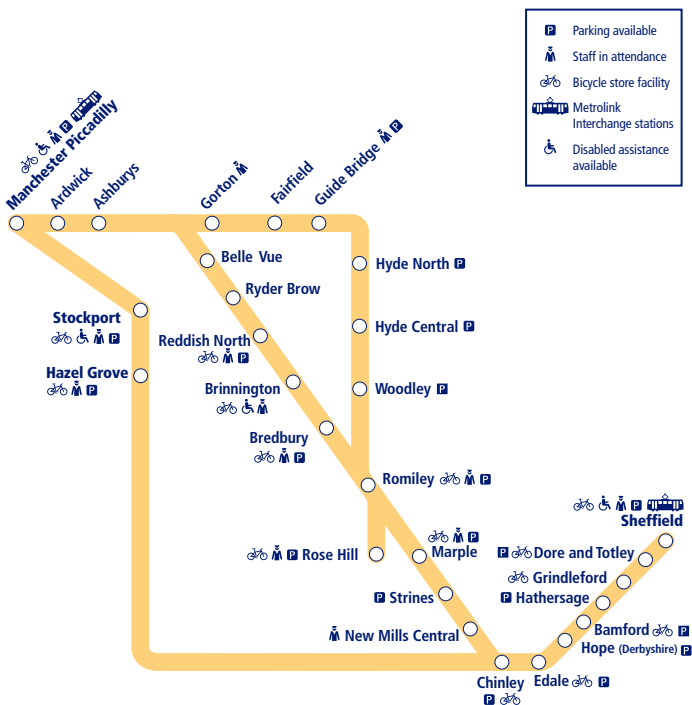 P Parking available
Staff in attendance
Bicycle store facility
Metrolink
Interchange stations
Disabled assistance
available
P
Manchester Piccadilly
Ardwick
Ashburys
Gorton
Fairfield
Guide Bridge P
Belle Vue
Hyde North P
Ryder Brow
Stockport
P
Hyde Central P
Reddish North
P
Hazel Grove
P
Brinnington
Woodley P
Bredbury
P
Romiley P
P
Sheffield
P Rose Hill
P
Marple
P Dore and Totley
Grindleford
P Strines
P Hathersage
New Mills Central
Bamford P
Hope (Derbyshire) P
Chinley
P
Edale P